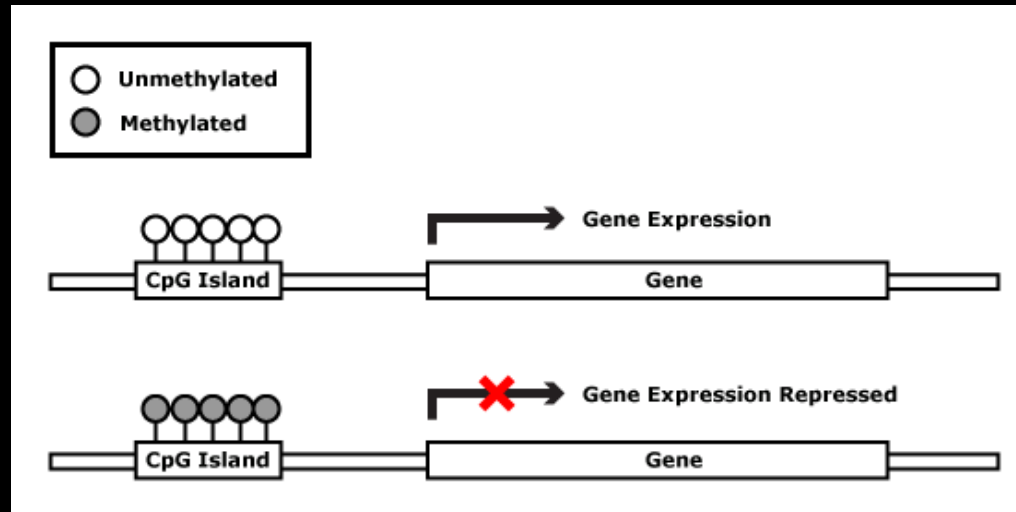 Unmethylated
Methylated
Gene Expression
CpG Island
Gene
Gene Expression Repressed
CpG Island
Gene